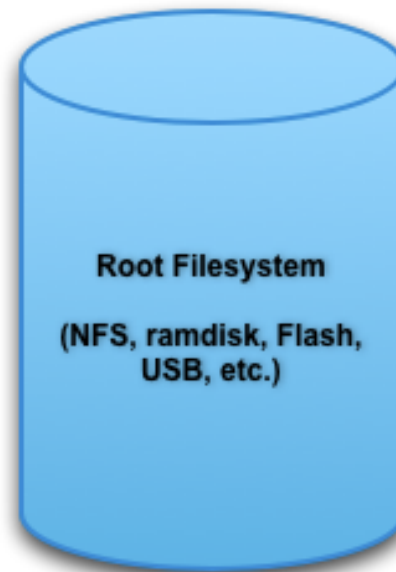 Root Filesystem
(NFS, ramdisk, Flash,
USB, etc.)